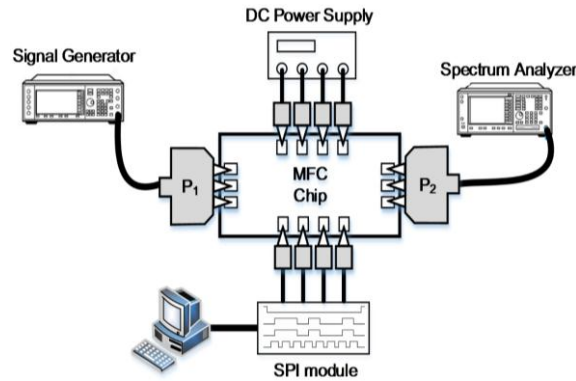 DC Power Supply
Signal Generator
Spectrum Analyzer
P1
MFC
Chip
P2
SPI module